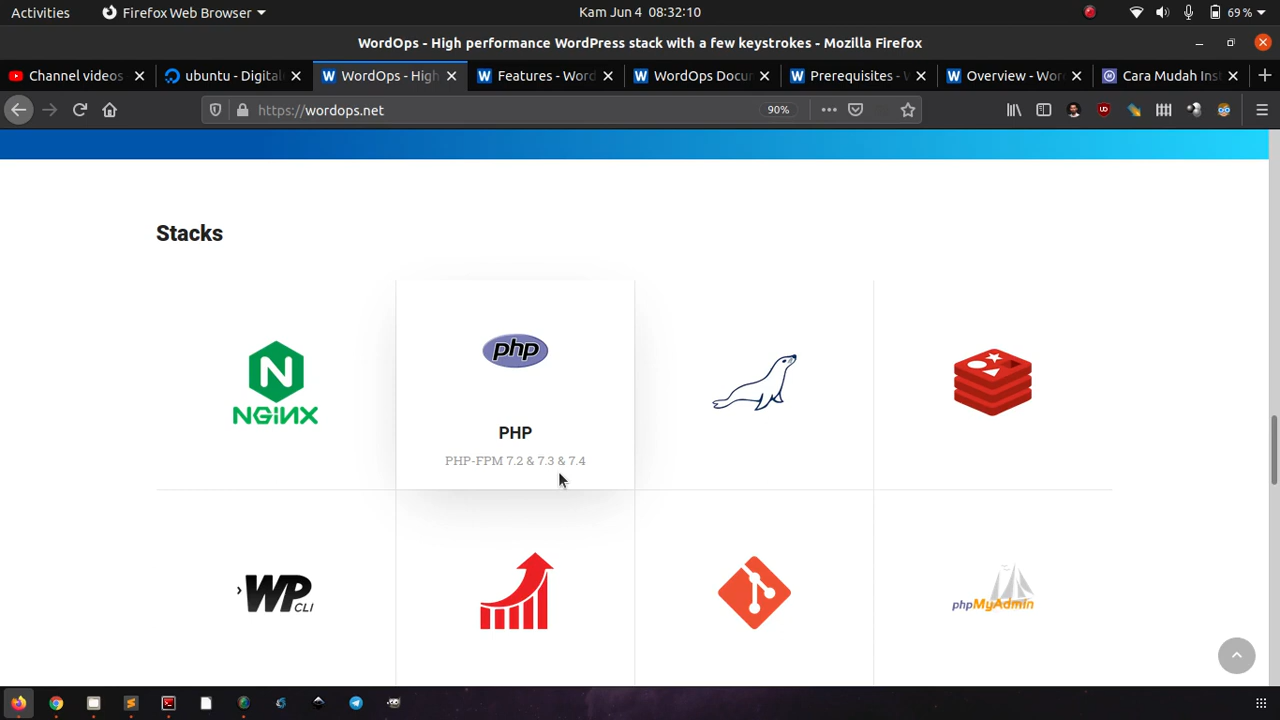 Activities
Firefox Web Browser
Kam Jun 4 08:32:10
69 %
WordOps - High performance WordPress stack with a few keystrokes - Mozilla Firefox
Channel videos
ubuntu - Digital
WordOps - High
Features - Word
WordOps Docum
Prerequisites - W
Overview - Wor
Cara Mudah Inst
https://wordops.net
90%
Stacks
NGINX
php
PHP
PHP-FPM 7.2 & 7.3 & 7.4
WP CLI
phpMyAdmin